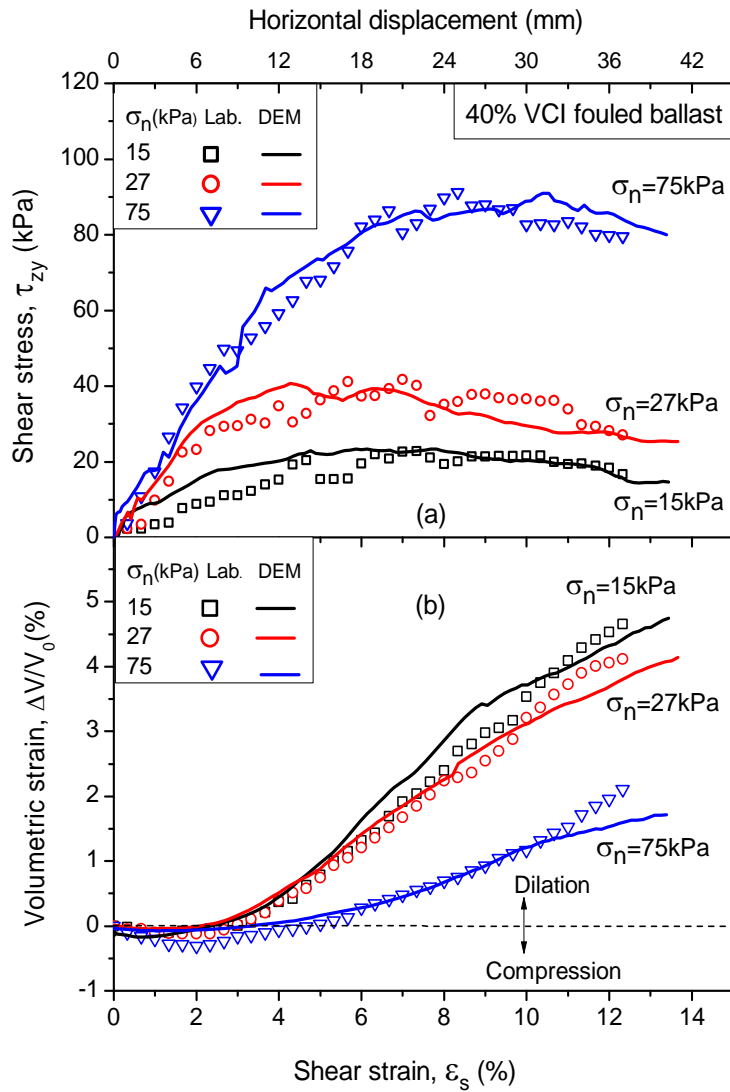 Horizontal displacement (mm)
0 6 12 18 24 30 36 42
120
100
80
60
40
20
0
Shear stress, τzy (kPa)
σn(kPa) Lab. DEM
15
27
75
40% VCI fouled ballast
σn=75kPa
σn=27kPa
σn=15kPa
(a)
5
4
3
2
1
0
-1
Volumetric strain, ΔV/V0(%)
σn(kPa) Lab. DEM
15
27
75
(b)
σn=15kPa
σn=27kPa
σn=75kPa
Dilation
Compression
0 2 4 6 8 10 12 14
Shear strain, εs (%)